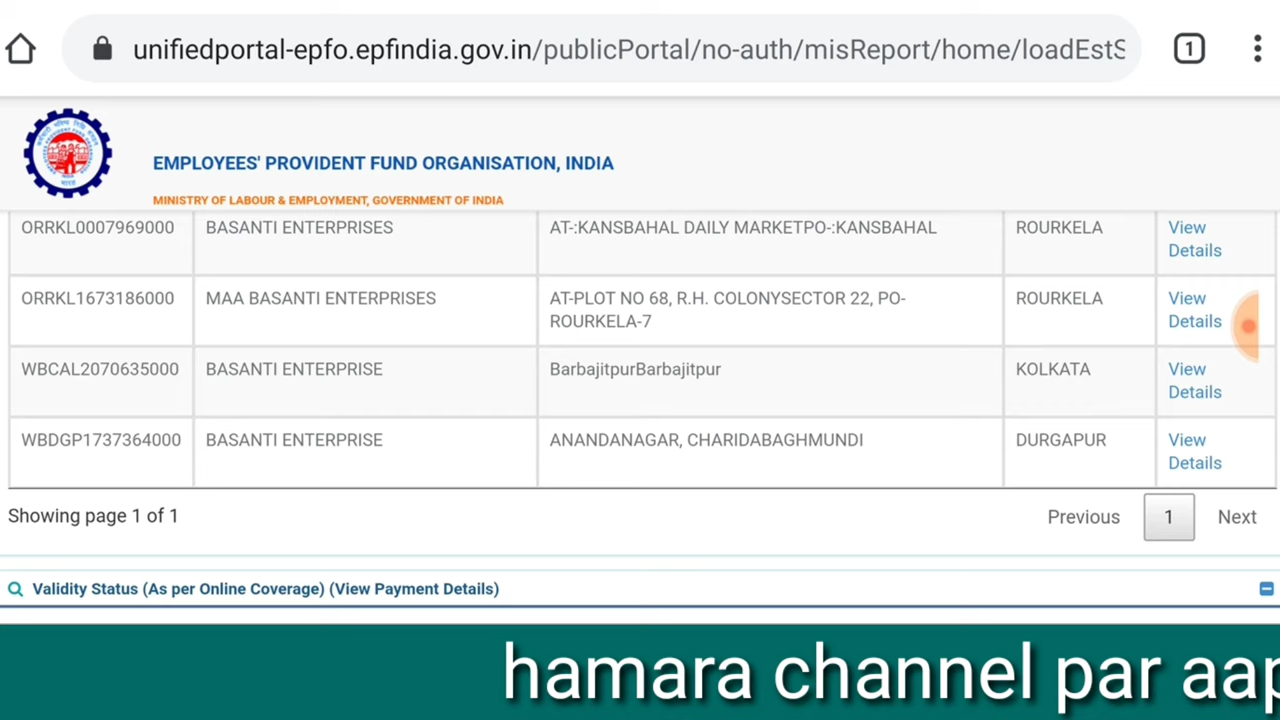 unifiedportal-epfo.epfindia.gov.in/publicPortal/no-auth/misReport/home/loadEstS
1
EMPLOYEES' PROVIDENT FUND ORGANISATION, INDIA
MINISTRY OF LABOUR & EMPLOYMENT, GOVERNMENT OF INDIA
ORRKL0007969000 BASANTI ENTERPRISES AT-:KANSBAHAL DAILY MARKETPO-:KANSBAHAL ROURKELA View
Details
ORRKL1673186000 MAA BASANTI ENTERPRISES AT-PLOT NO 68, R.H. COLONYSECTOR 22, PO- ROURKELA View
ROURKELA-7 Details
WBCAL2070635000 BASANTI ENTERPRISE BarbajitpurBarbajitpur KOLKATA View
Details
WBDGP1737364000 BASANTI ENTERPRISE ANANDANAGAR, CHARIDABAGHMUNDI DURGAPUR View
Details
Showing page 1 of 1 Previous 1 Next
Validity Status (As per Online Coverage) (View Payment Details)
hamara channel par aap